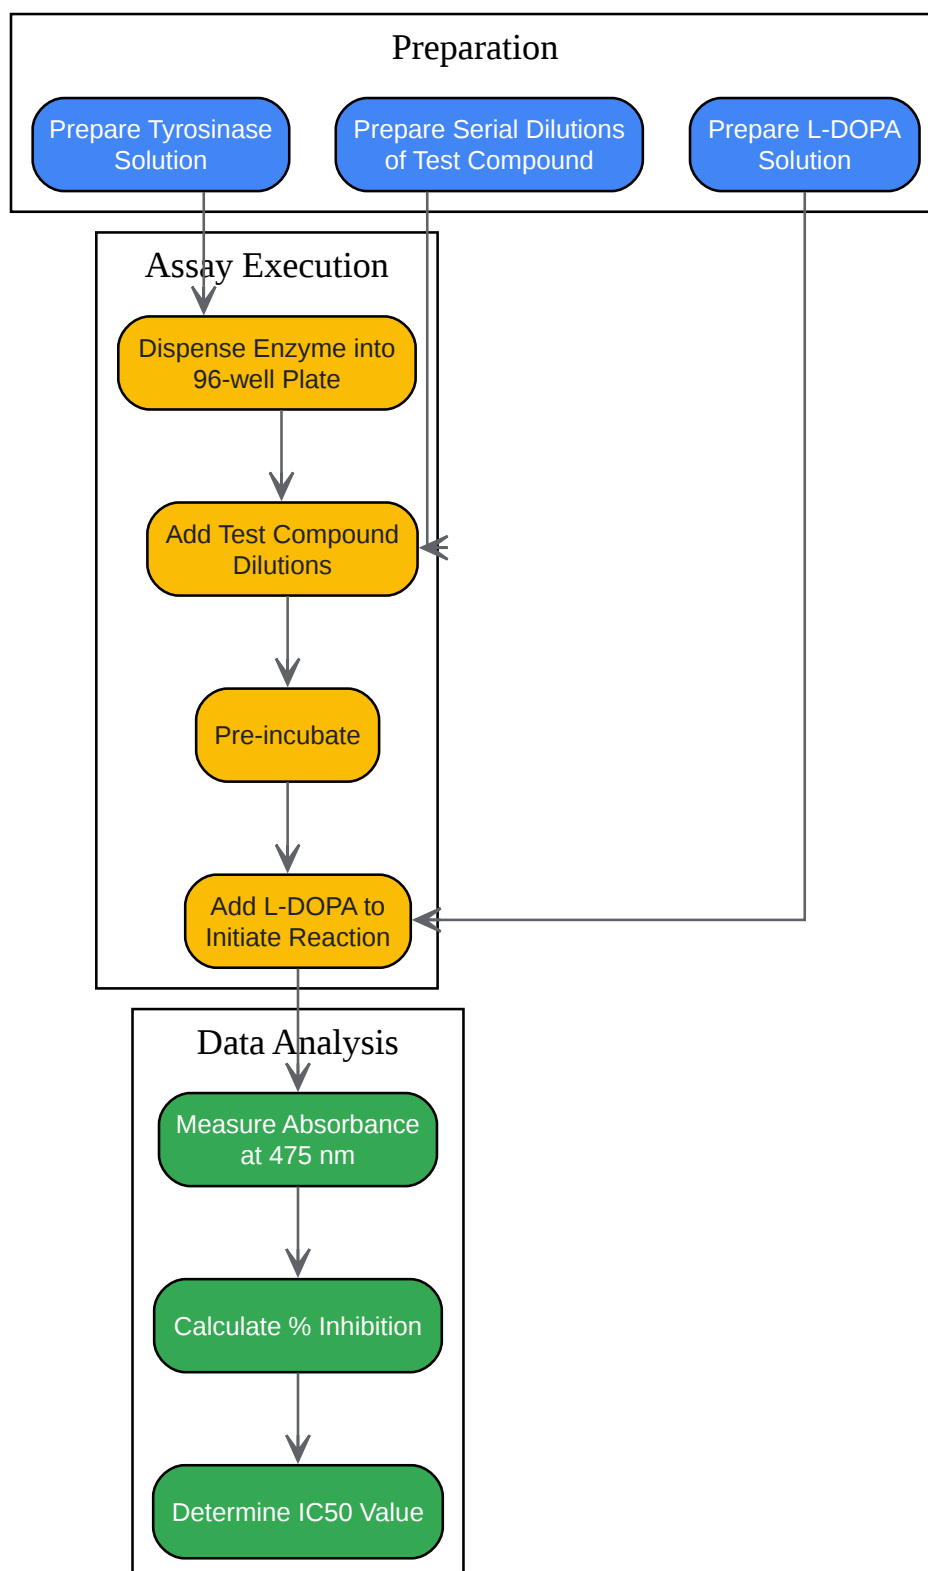 Preparation
Prepare Tyrosinase
Solution
Prepare Serial Dilutions
of Test Compound
Prepare L-DOPA
Solution
Assay Execution
Dispense Enzyme into
96-well Plate
Add Test Compound
Dilutions
Pre-incubate
Add L-DOPA to
Initiate Reaction
Data Analysis
Measure Absorbance
at 475 nm
Calculate % Inhibition
Determine IC50 Value